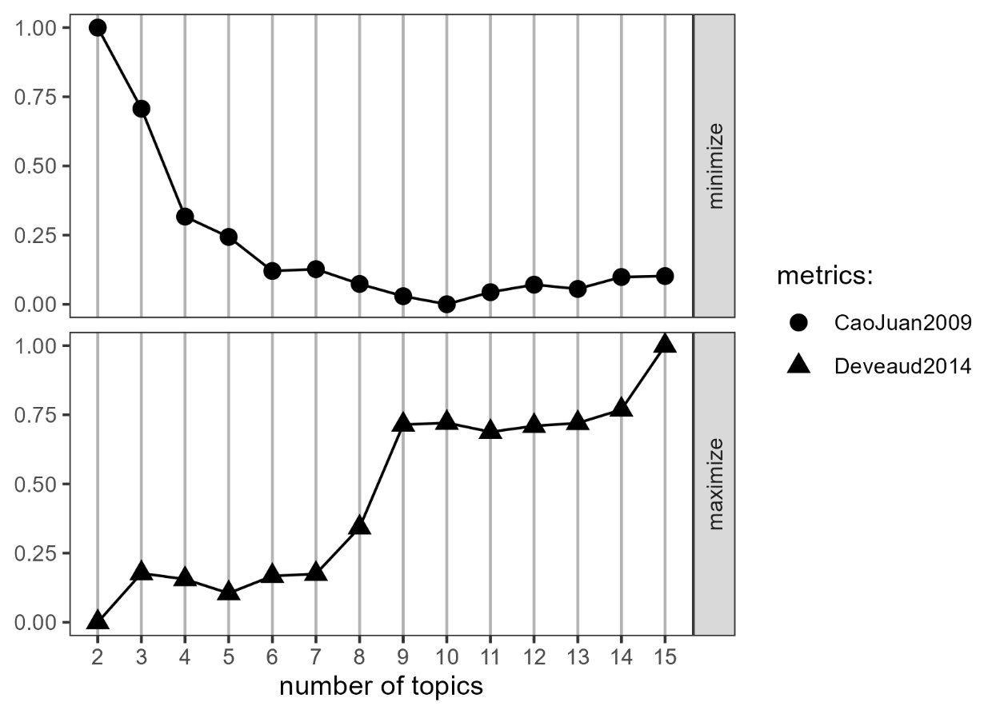 1.00
0.75
0.50
0.25
0.00
minimize
1.00
0.75
0.50
0.25
0.00
maximize
2 3 4 5 6 7 8 9 10 11 12 13 14 15
number of topics
metrics:
CaoJuan2009
Deveaud2014